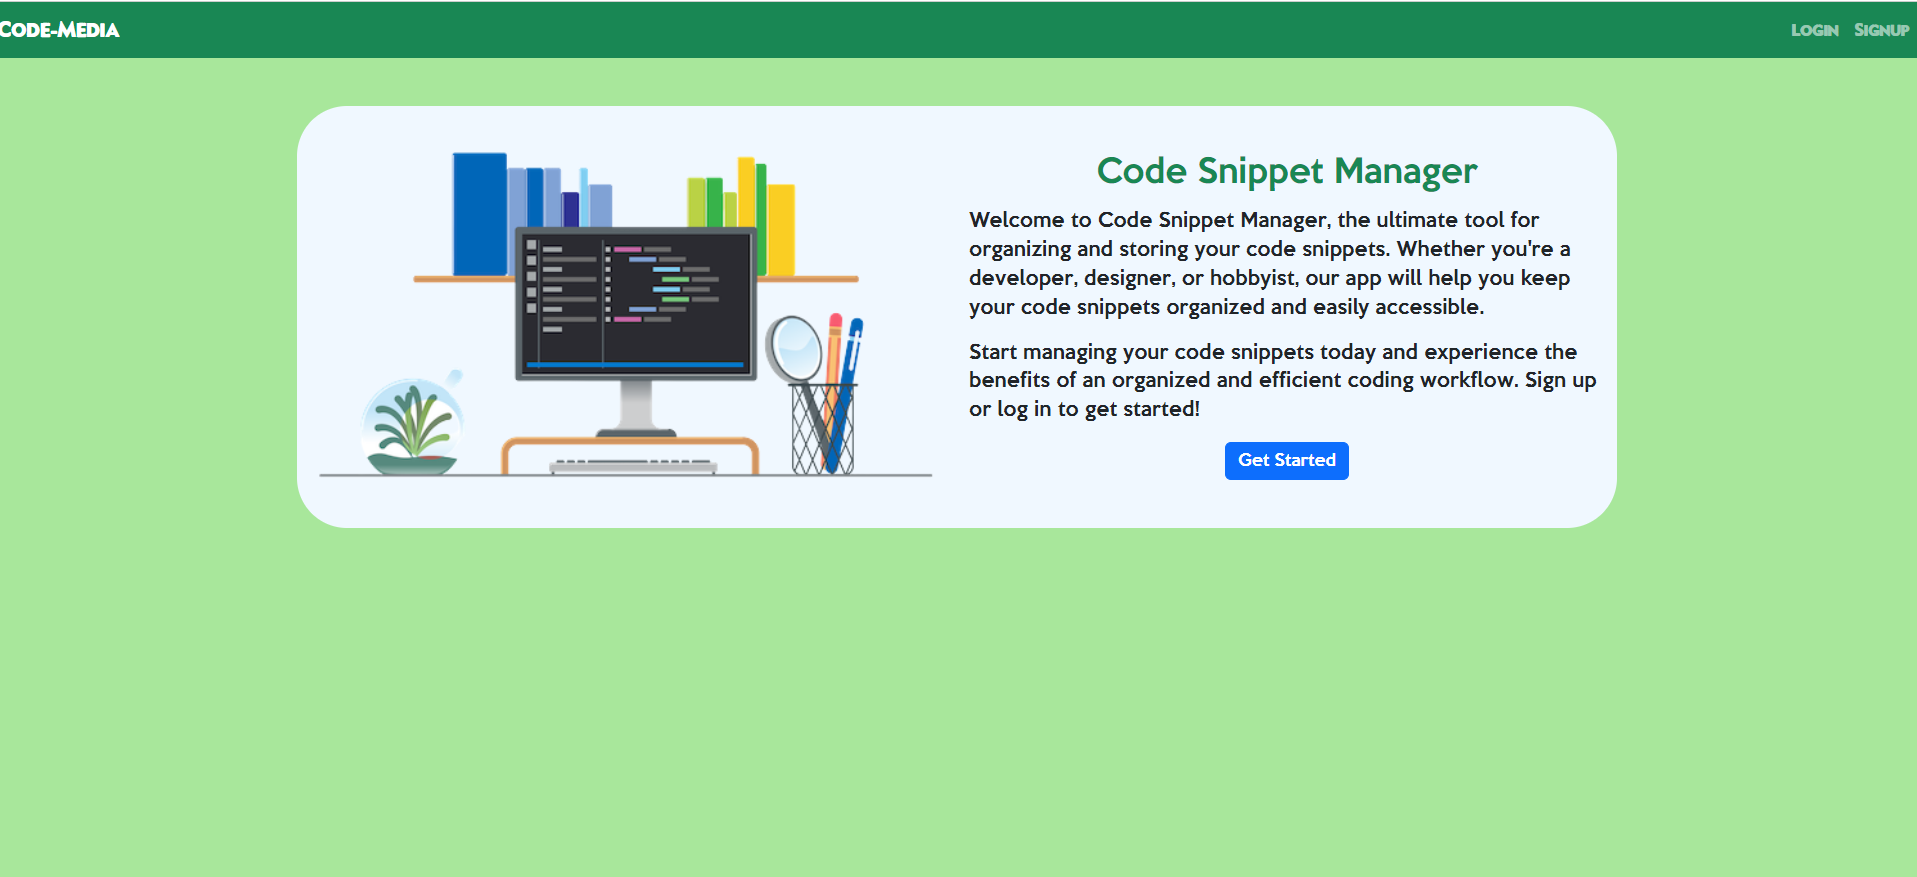 Code-Media
Login Signup
Code Snippet Manager
Welcome to Code Snippet Manager, the ultimate tool for
organizing and storing your code snippets. Whether you're a
developer, designer, or hobbyist, our app will help you keep
your code snippets organized and easily accessible.
Start managing your code snippets today and experience the
benefits of an organized and efficient coding workflow. Sign up
or log in to get started!
Get Started